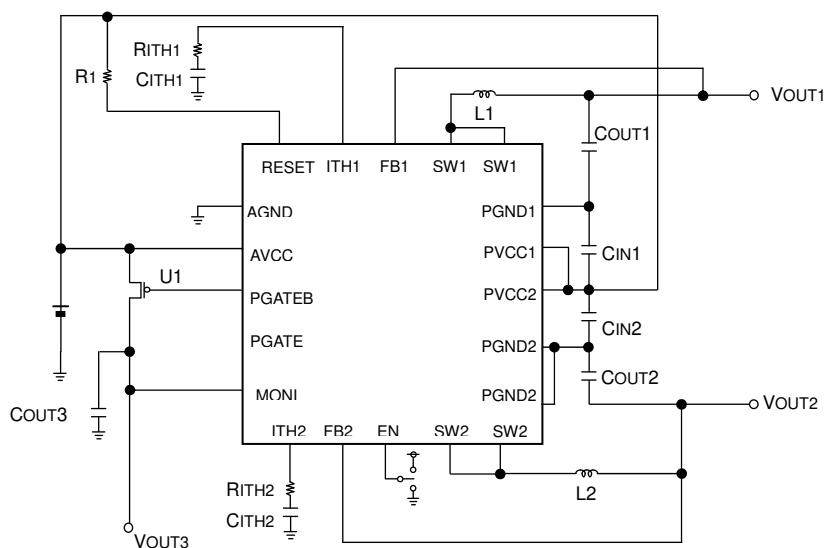 RITH1
R1
CITH1
L1
VOUT1
COUT1
RESET ITH1 FB1 SW1 SW1
AGND
PGND1
AVCC
PVCC1
CIN1
U1
PGATEB
PVCC2
CIN2
PGATE
PGND2
COUT2
MONI
PGND2
VOUT2
COUT3
ITH2 FB2 EN SW2 SW2
RITH2
L2
CITH2
VOUT3